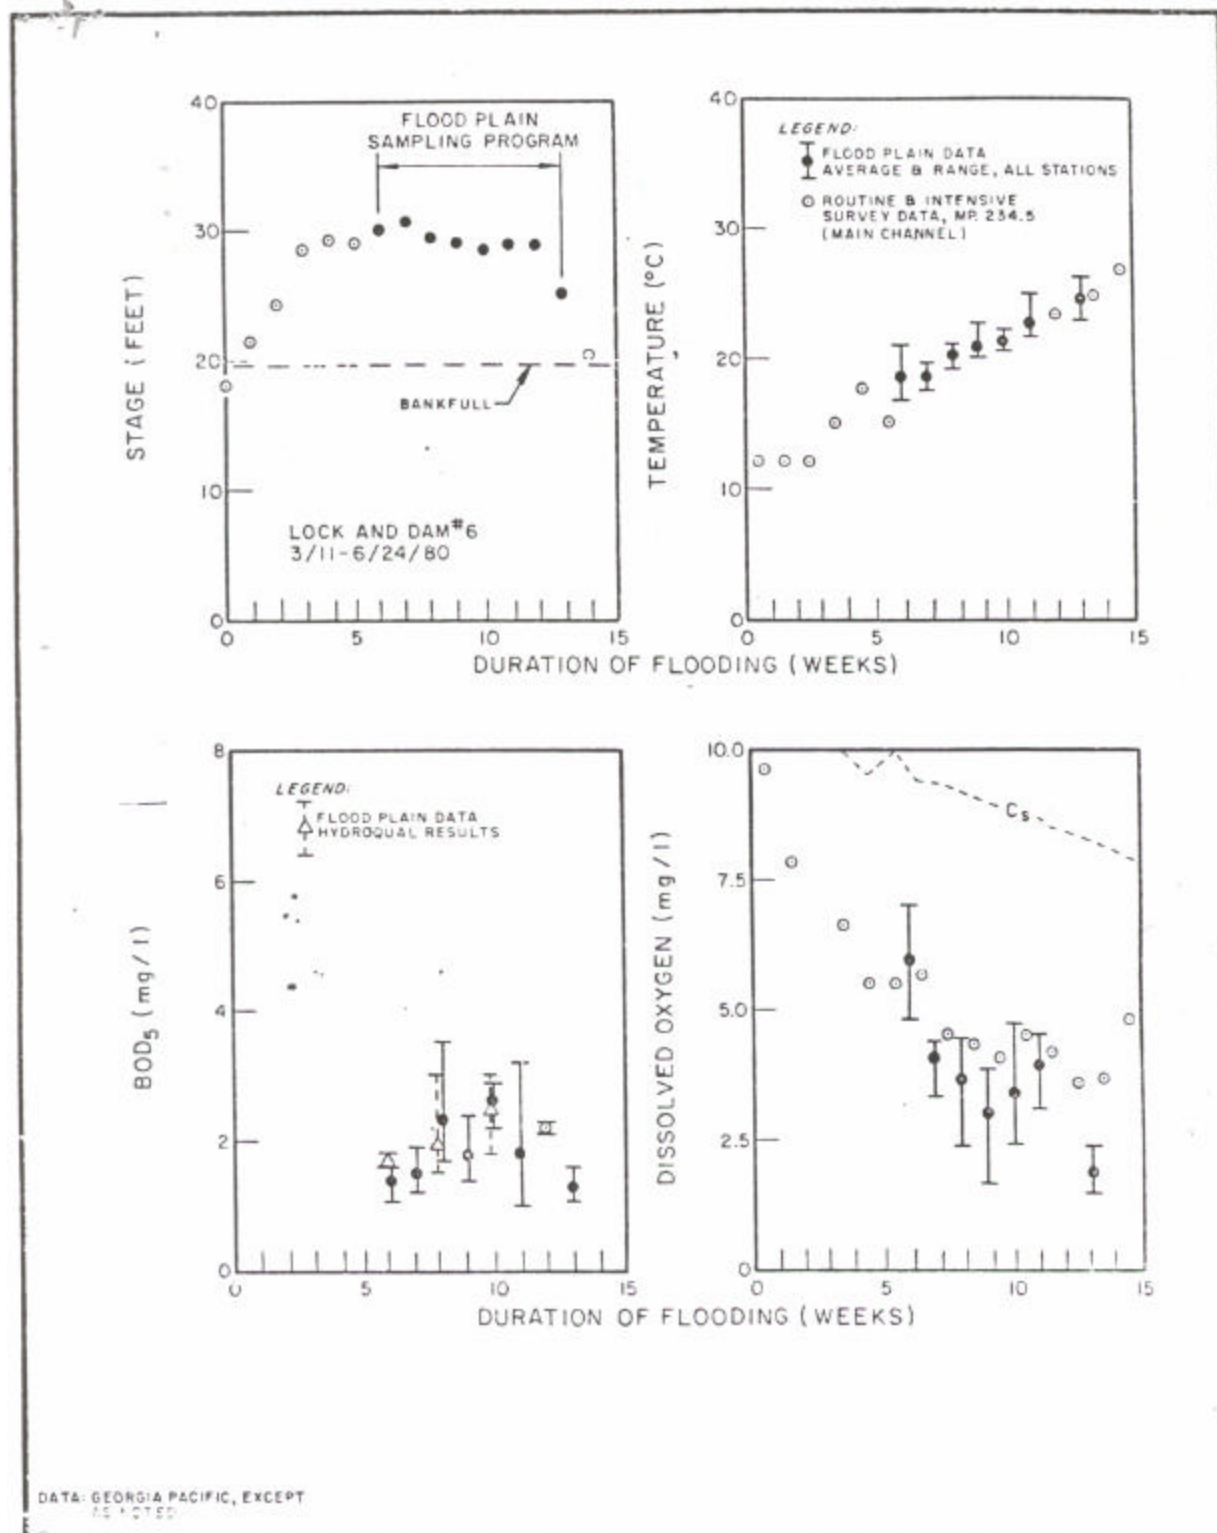 40
FLOOD PLAIN
SAMPLING PROGRAM
30
STAGE (FEET)
20
BANKFULL
10
LOCK AND DAM #6
3/11-6/24/80
0
0 5 10 15
40
LEGEND:
FLOOD PLAIN DATA
AVERAGE & RANGE, ALL STATIONS
ROUTINE & INTENSIVE
SURVEY DATA, MP. 234.5
(MAIN CHANNEL)
30
TEMPERATURE (°C)
20
10
0
0 5 10 15
DURATION OF FLOODING (WEEKS)
8
LEGEND:
FLOOD PLAIN DATA
HYDROQUAL RESULTS
6
BOD5 (mg/l)
4
2
0
0 5 10 15
10.0
Cs
7.5
DISSOLVED OXYGEN (mg/l)
5.0
2.5
0
0 5 10 15
DURATION OF FLOODING (WEEKS)
DATA: GEORGIA PACIFIC, EXCEPT
AS NOTED